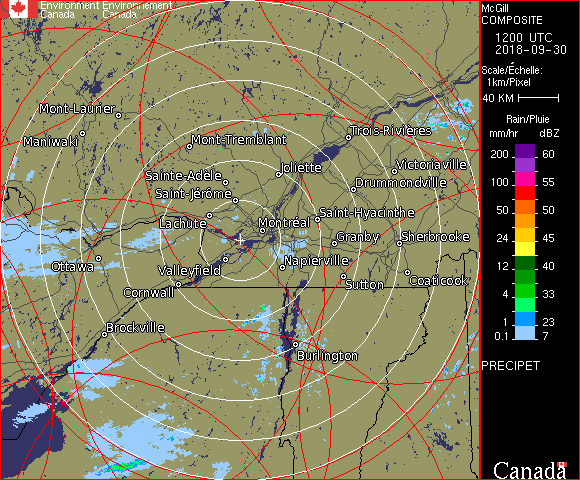 Environment Environnement
Canada Canada
McGill
COMPOSITE
1200 UTC
2018-09-30
Scale/Échelle:
1km/Pixel
40 KM
Rain/Pluie
mm/hr dBZ
200 60
100 55
50 50
24 45
12 40
4 33
1 23
0.1 7
PRECIPET
Mont-Laurier
Maniwaki
Mont-Tremblant
Trois-Rivières
Joliette
Victoriaville
Sainte-Adèle
Drummondville
Saint-Jérôme
Lachute
Saint-Hyacinthe
Montréal
Granby
Sherbrooke
Ottawa
Valleyfield
Napierville
Cornwall
Sutton
Coaticook
Brockville
Burlington
Canada